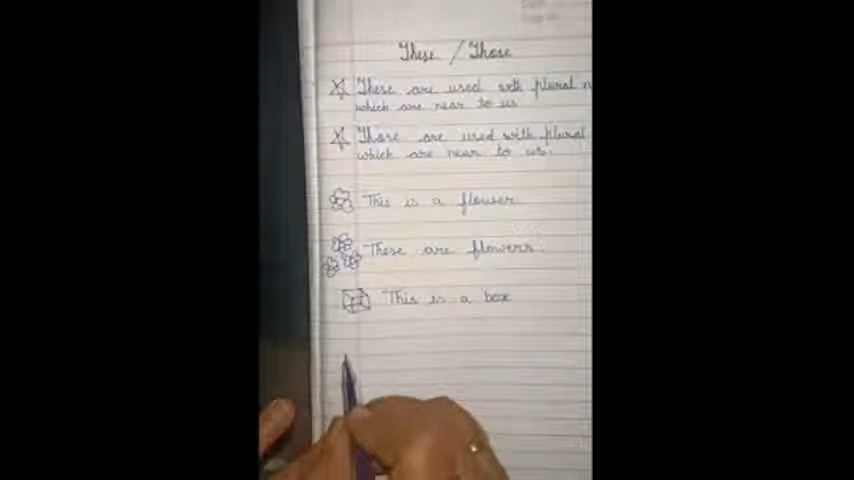 These / Those
These are used with plural n
which are near to us
Those are used with plural
which are near to us.
This is a flower
These are flowers.
This is a box